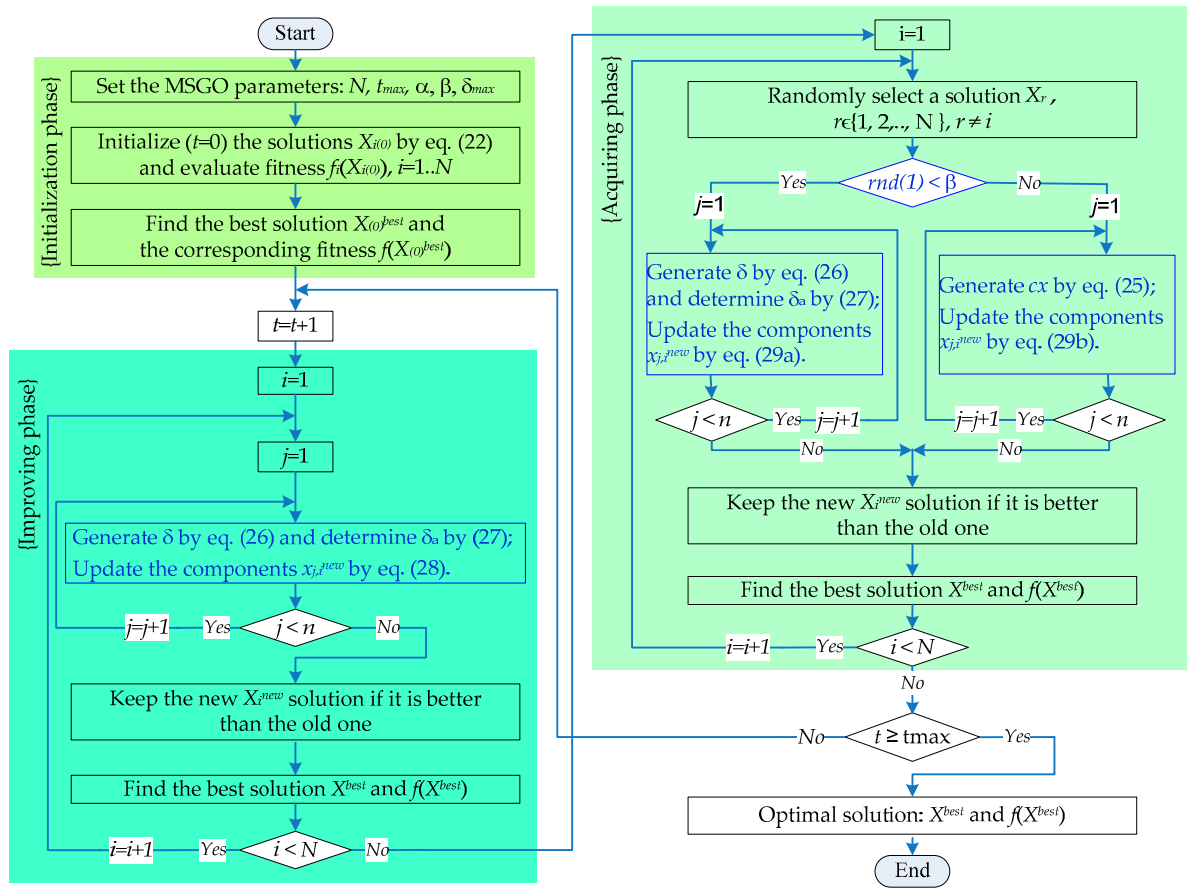 Start
{Initialization phase}
Set the MSGO parameters: N, tmax, α, β, δmax
Initialize (t=0) the solutions Xi(0) by eq. (22)
and evaluate fitness fi(Xi(0)), i=1..N
Find the best solution X(0)best and
the corresponding fitness f(X(0)best)
t=t+1
{Improving phase}
i=1
j=1
Generate δ by eq. (26) and determine δa by (27);
Update the components xj,inew by eq. (28).
j=j+1
Yes
j < n
No
Keep the new Xinew solution if it is better
than the old one
Find the best solution Xbest and f(Xbest)
i=i+1
Yes
i < N
No
{Acquiring phase}
i=1
Randomly select a solution Xr ,
rϵ{1, 2,.., N }, r ≠ i
Yes
rnd(1) < β
No
j=1
j=1
Generate δ by eq. (26)
and determine δa by (27);
Update the components
xj,inew by eq. (29a).
Generate cx by eq. (25);
Update the components
xj,inew by eq. (29b).
j < n
Yes
j=j+1
j=j+1
Yes
j < n
No
No
Keep the new Xinew solution if it is better
than the old one
Find the best solution Xbest and f(Xbest)
i=i+1
Yes
i < N
No
No
t ≥ tmax
Yes
Optimal solution: Xbest and f(Xbest)
End